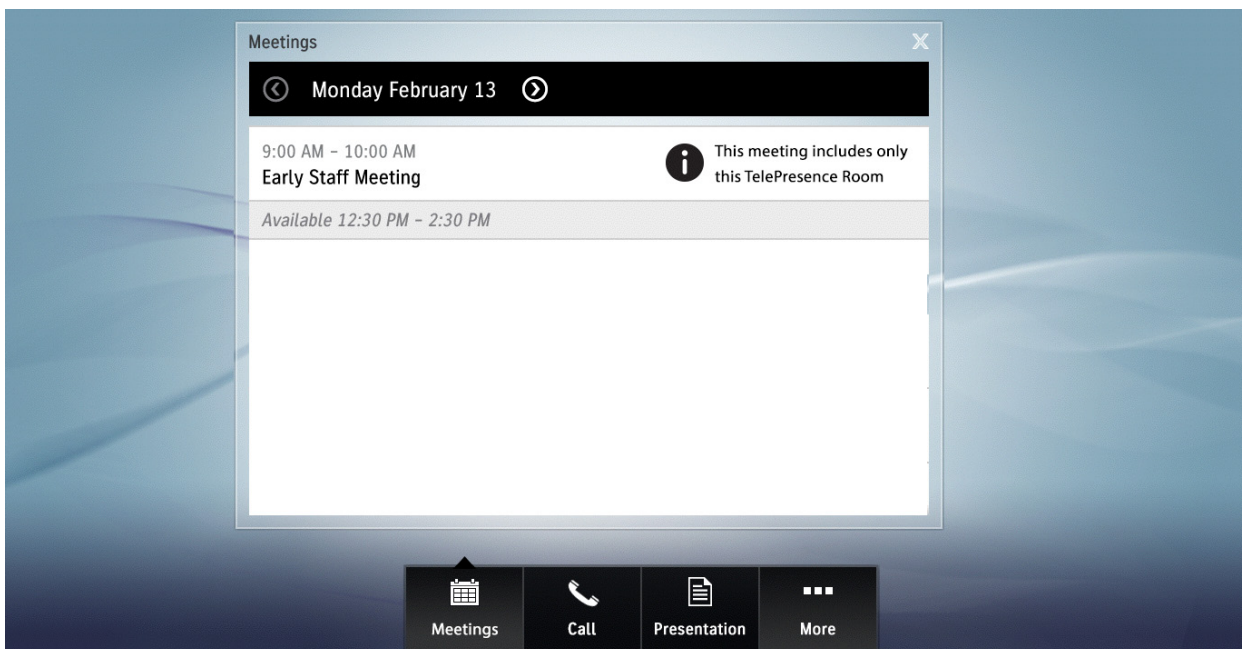 Meetings
Monday February 13
9:00 AM – 10:00 AM
Early Staff Meeting
This meeting includes only
this TelePresence Room
Available 12:30 PM – 2:30 PM
Meetings
Call
Presentation
More